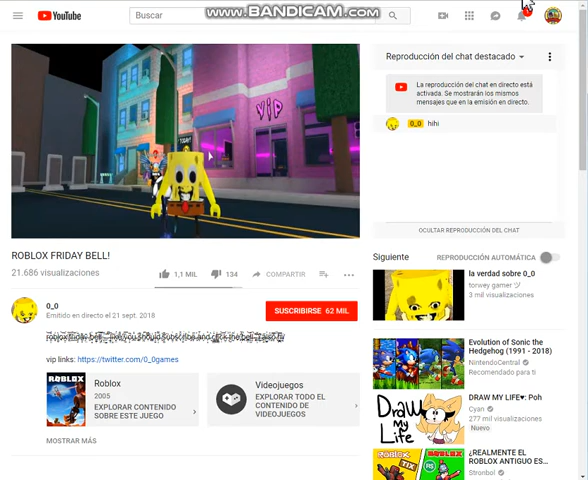 www.BANDICAM.com
YouTube
Buscar
VIP
TODAY!
Reproducción del chat destacado
La reproducción del chat en directo está
activada. Se mostrarán los mismos
mensajes que en la emisión en directo.
0_0 hihi
OCULTAR REPRODUCCIÓN DEL CHAT
ROBLOX FRIDAY BELL!
21.686 visualizaciones
1,1 MIL
134
COMPARTIR
0_0
Emitido en directo el 21 sept. 2018
SUSCRIBIRSE 62 MIL
vip links: https://twitter.com/0_0games
ROBLOX
Roblox
2005
EXPLORAR CONTENIDO
SOBRE ESTE JUEGO
Videojuegos
EXPLORAR TODO EL
CONTENIDO DE
VIDEOJUEGOS
MOSTRAR MÁS
Siguiente
REPRODUCCIÓN AUTOMÁTICA
la verdad sobre 0_0
torwey gamer ツ
3 mil visualizaciones
Evolution of Sonic the
Hedgehog (1991 - 2018)
NintendoCentral
Recomendado para ti
Draw
My
Life
DRAW MY LIFE♥: Poh
Cyan
277 mil visualizaciones
Nuevo
ROBLOX
TIX
ROBLOX
R$
¿REALMENTE EL
ROBLOX ANTIGUO ES...
Stronbol